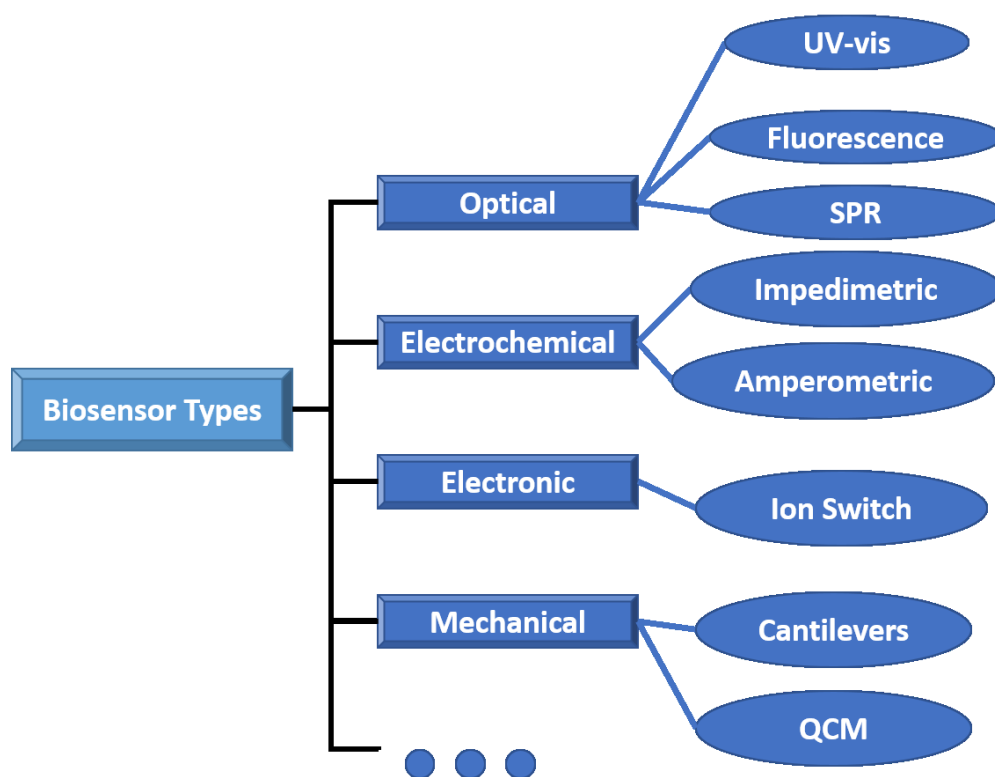 UV-vis
Fluorescence
Optical
SPR
Impedimetric
Electrochemical
Amperometric
Biosensor Types
Electronic
Ion Switch
Mechanical
Cantilevers
QCM